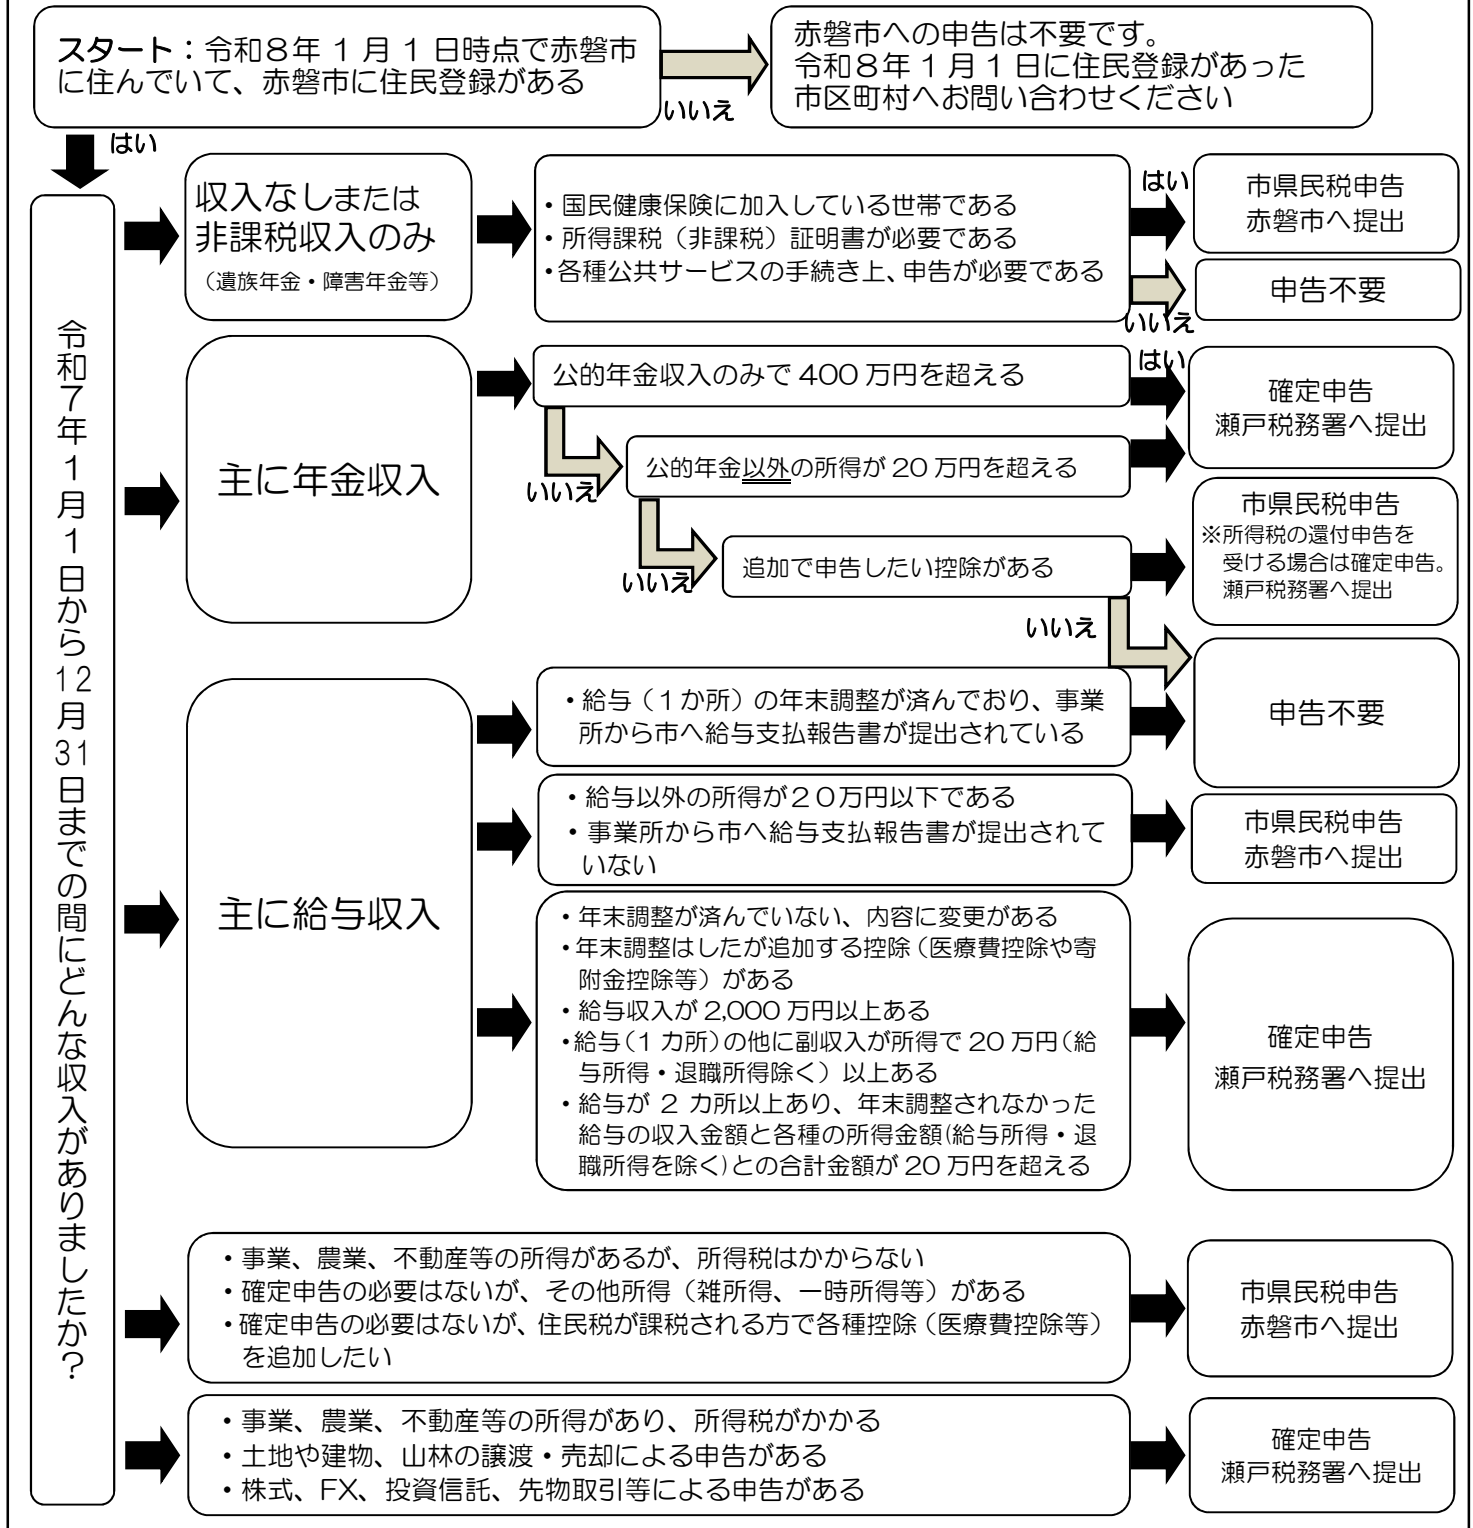 スタート：令和８年１月１日時点で赤磐市
に住んでいて、赤磐市に住民登録がある
いいえ
赤磐市への申告は不要です。
令和８年１月１日に住民登録があった
市区町村へお問い合わせください
はい
令和７年１月１日から12月31日までの間にどんな収入がありましたか？
収入なしまたは
非課税収入のみ
（遺族年金・障害年金等）
・国民健康保険に加入している世帯である
・所得課税（非課税）証明書が必要である
・各種公共サービスの手続き上、申告が必要である
はい
市県民税申告
赤磐市へ提出
いいえ
申告不要
主に年金収入
公的年金収入のみで 400 万円を超える
はい
確定申告
瀬戸税務署へ提出
いいえ
公的年金以外の所得が 20 万円を超える
いいえ
追加で申告したい控除がある
市県民税申告
※所得税の還付申告を
受ける場合は確定申告。
瀬戸税務署へ提出
いいえ
申告不要
主に給与収入
・給与（１か所）の年末調整が済んでおり、事業
所から市へ給与支払報告書が提出されている
・給与以外の所得が２０万円以下である
・事業所から市へ給与支払報告書が提出されて
いない
市県民税申告
赤磐市へ提出
・年末調整が済んでいない、内容に変更がある
・年末調整はしたが追加する控除（医療費控除や寄
附金控除等）がある
・給与収入が 2,000 万円以上ある
・給与（1 カ所）の他に副収入が所得で 20 万円（給
与所得・退職所得除く）以上ある
・給与が 2 カ所以上あり、年末調整されなかった
給与の収入金額と各種の所得金額(給与所得・退
職所得を除く)との合計金額が 20 万円を超える
確定申告
瀬戸税務署へ提出
・事業、農業、不動産等の所得があるが、所得税はかからない
・確定申告の必要はないが、その他所得（雑所得、一時所得等）がある
・確定申告の必要はないが、住民税が課税される方で各種控除（医療費控除等）
を追加したい
市県民税申告
赤磐市へ提出
・事業、農業、不動産等の所得があり、所得税がかかる
・土地や建物、山林の譲渡・売却による申告がある
・株式、FX、投資信託、先物取引等による申告がある
確定申告
瀬戸税務署へ提出